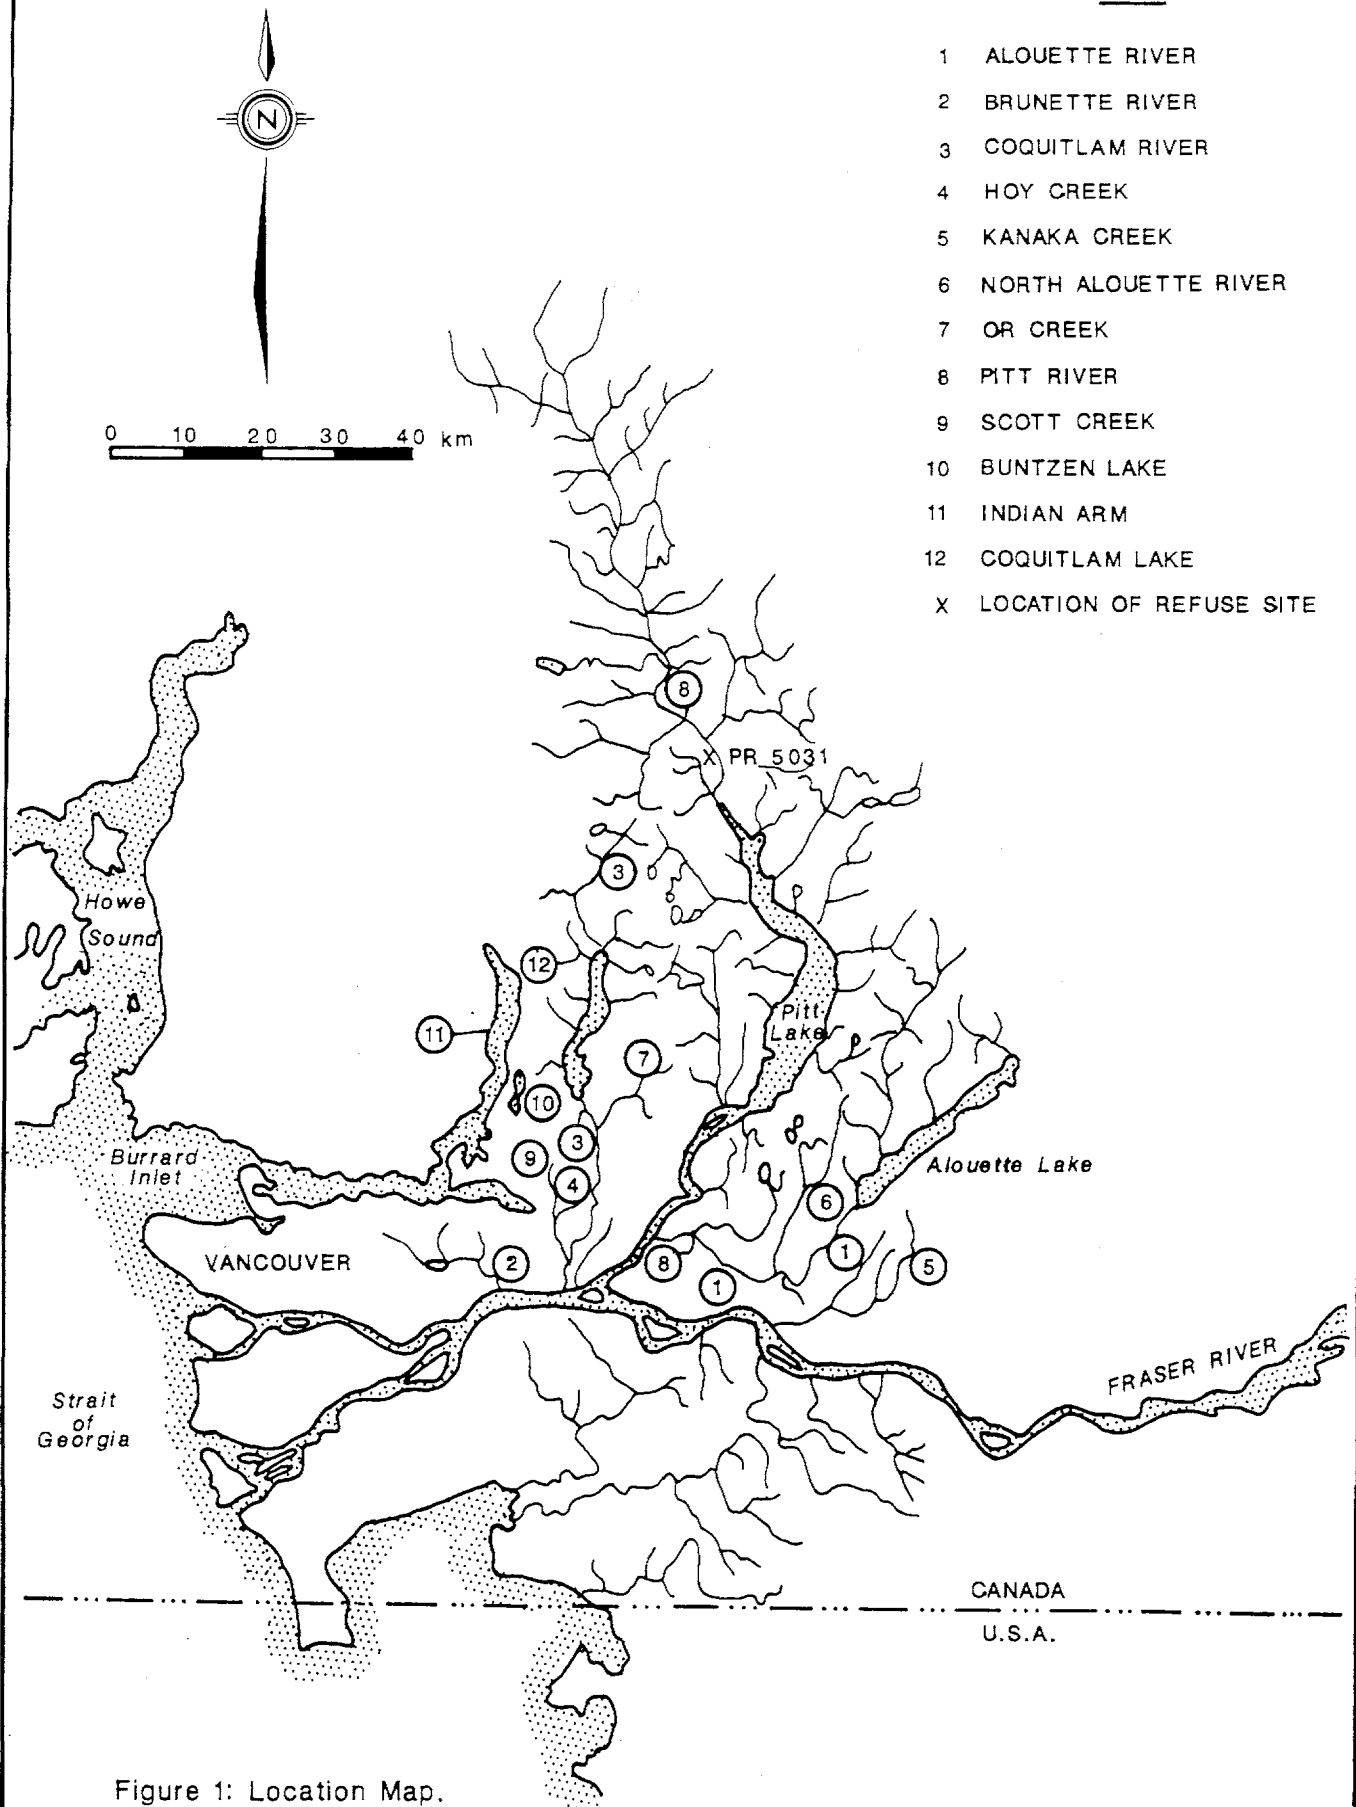 N
0 10 20 30 40 km
1 ALOUETTE RIVER
2 BRUNETTE RIVER
3 COQUITLAM RIVER
4 HOY CREEK
5 KANAKA CREEK
6 NORTH ALOUETTE RIVER
7 OR CREEK
8 PITT RIVER
9 SCOTT CREEK
10 BUNTZEN LAKE
11 INDIAN ARM
12 COQUITLAM LAKE
X LOCATION OF REFUSE SITE
8
X PR 5031
3
Howe
Sound
12
11
Pitt
Lake
7
10
3
9
4
Burrard
Inlet
Alouette Lake
6
VANCOUVER
2
8
1
1
5
FRASER RIVER
Strait
of
Georgia
CANADA
U.S.A.
Figure 1: Location Map.